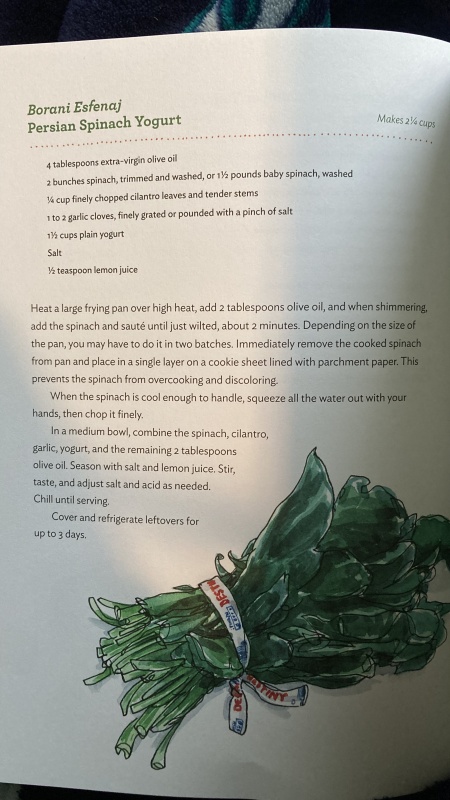 Borani Esfenaj
Persian Spinach Yogurt
Makes 2¼ cups
4 tablespoons extra-virgin olive oil
2 bunches spinach, trimmed and washed, or 1½ pounds baby spinach, washed
¼ cup finely chopped cilantro leaves and tender stems
1 to 2 garlic cloves, finely grated or pounded with a pinch of salt
1½ cups plain yogurt
Salt
½ teaspoon lemon juice
Heat a large frying pan over high heat, add 2 tablespoons olive oil, and when shimmering,
add the spinach and sauté until just wilted, about 2 minutes. Depending on the size of
the pan, you may have to do it in two batches. Immediately remove the cooked spinach
from pan and place in a single layer on a cookie sheet lined with parchment paper. This
prevents the spinach from overcooking and discoloring.
When the spinach is cool enough to handle, squeeze all the water out with your
hands, then chop it finely.
In a medium bowl, combine the spinach, cilantro,
garlic, yogurt, and the remaining 2 tablespoons
olive oil. Season with salt and lemon juice. Stir,
taste, and adjust salt and acid as needed.
Chill until serving.
Cover and refrigerate leftovers for
up to 3 days.